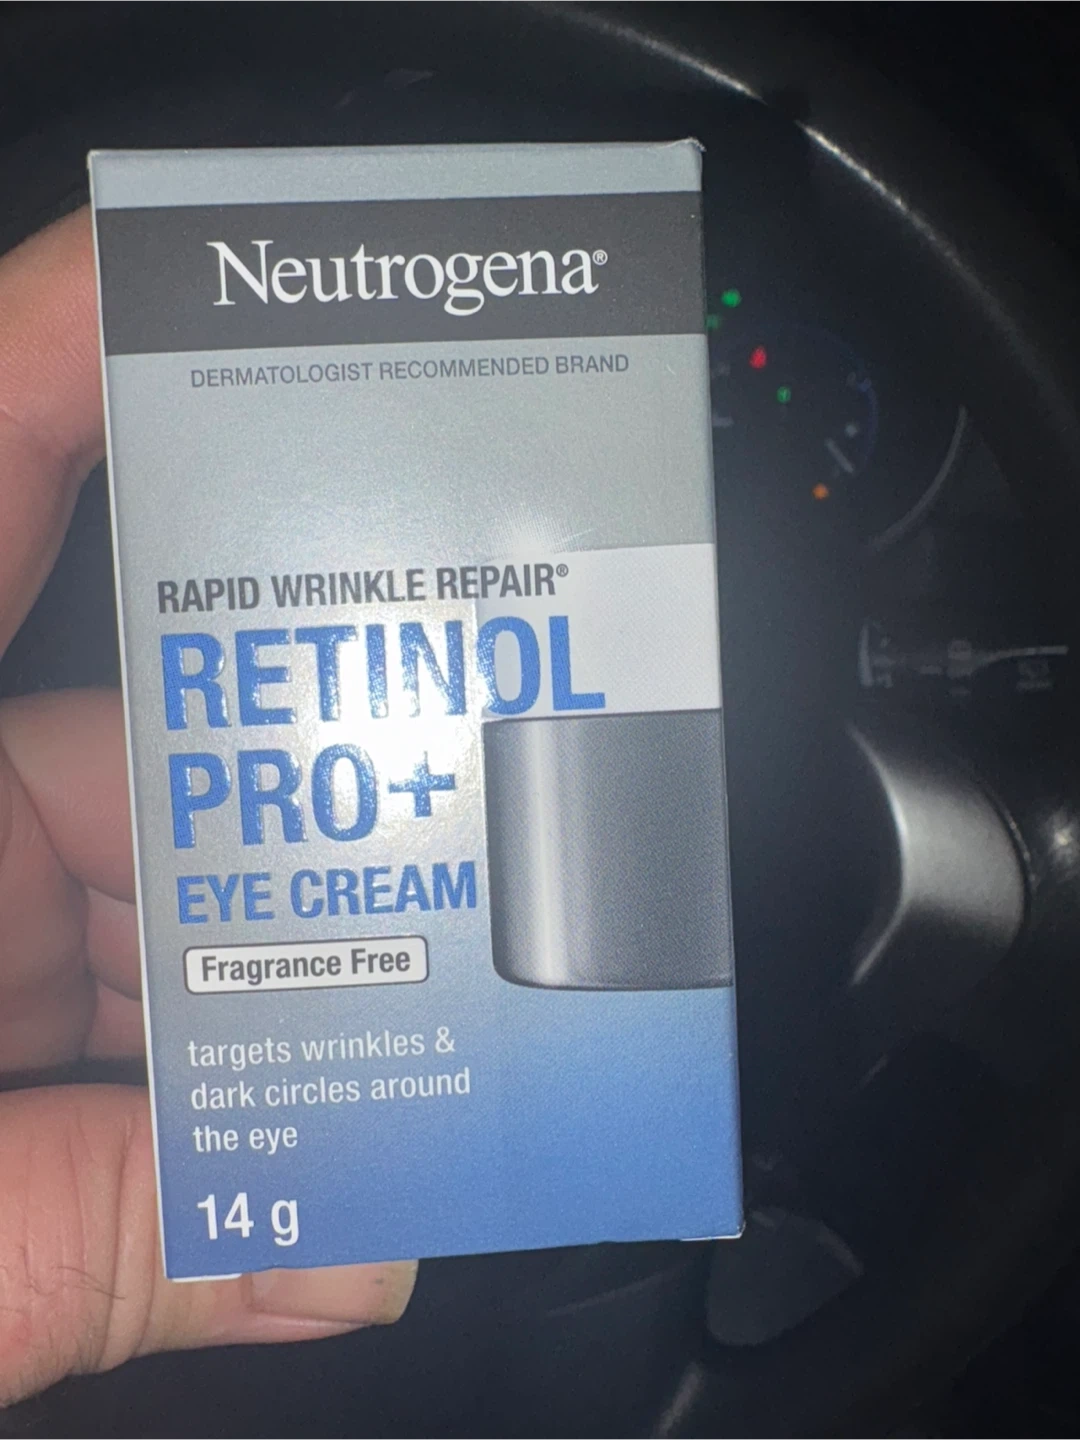 Neutrogena®
DERMATOLOGIST RECOMMENDED BRAND
RAPID WRINKLE REPAIR®
RETINOL
PRO+
EYE CREAM
Fragrance Free
targets wrinkles &
dark circles around
the eye
14 g